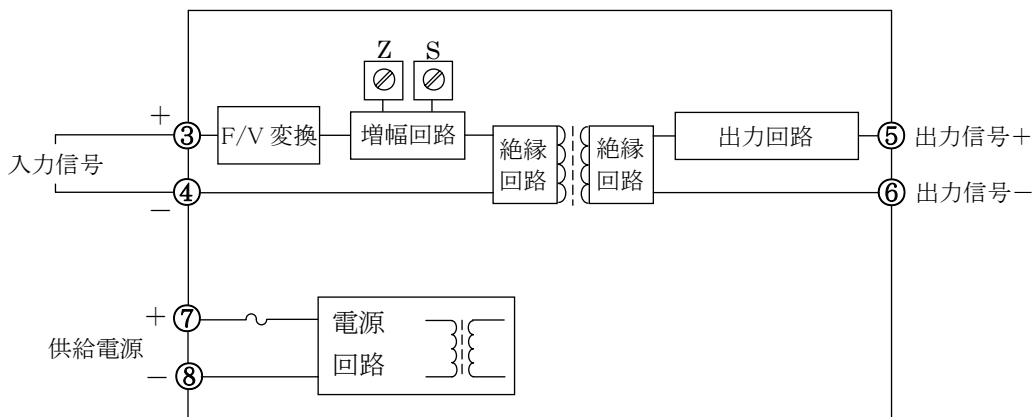 Z S
+
③ F/V 変換 増幅回路 出力回路 ⑤ 出力信号+
絶縁
回路
絶縁
回路
入力信号
④
−
⑥ 出力信号−
+ ⑦
電源
回路
供給電源
− ⑧